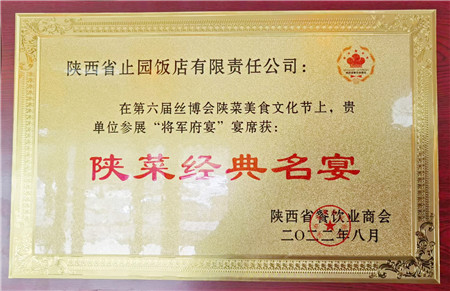 陕西省止园饭店有限责任公司：
在第六届丝博会陕菜美食文化节上，贵
单位参展“将军府宴”宴席获：
陕菜经典名宴
陕西省餐饮业商会
二〇二二年八月